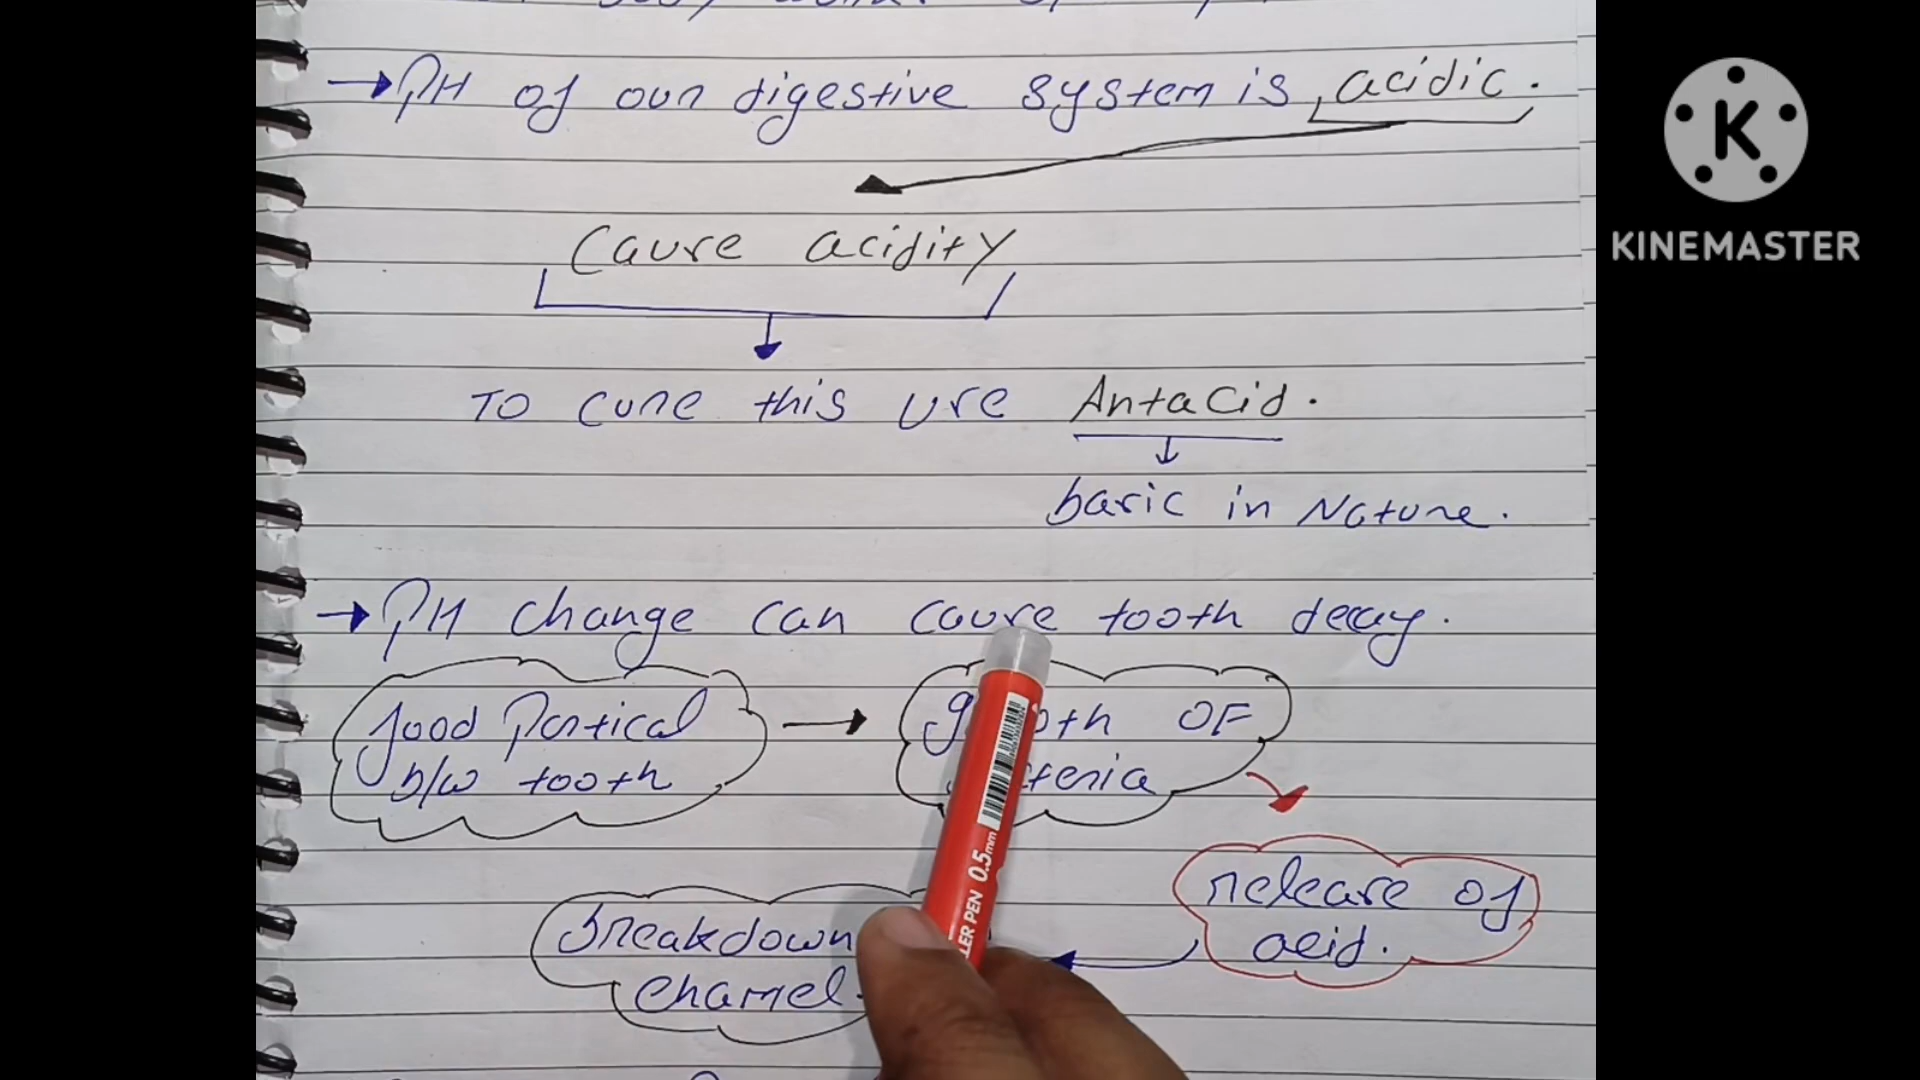 → PH of our digestive system is acidic.
Cause acidity
To cure this use Antacid.
basic in Nature.
→ PH change can cause tooth decay.
food Partical
b/w tooth
OF
release of
acid.
breakdown
enamel.
LER PEN 0.5mm
K
KINEMASTER